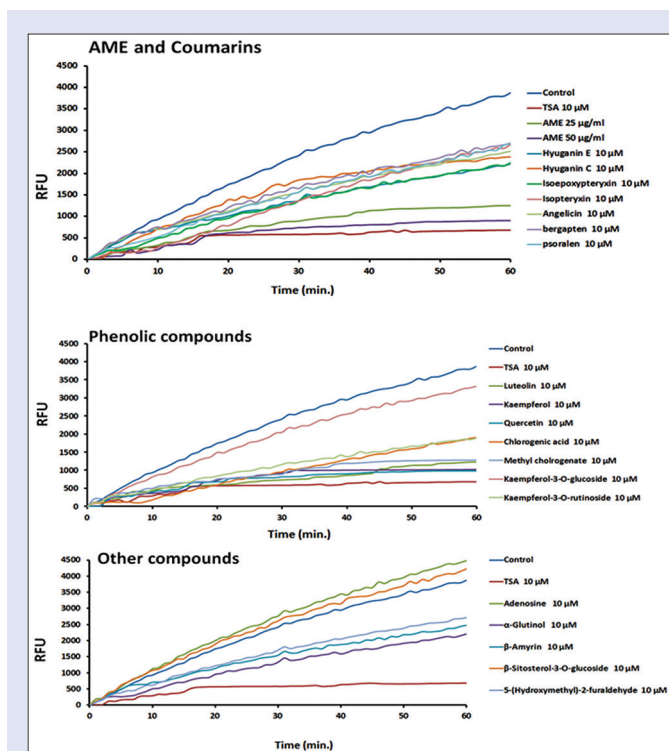 AME and Coumarins
4500
4000
3500
3000
2500
2000
1500
1000
500
0
RFU
0 10 20 30 40 50 60
Time (min.)
Control
TSA 10 µM
AME 25 µg/ml
AME 50 µg/ml
Hyuganin E 10 µM
Hyuganin C 10 µM
Isoepoxypteryxin 10 µM
Isopteryxin 10 µM
Angelicin 10 µM
bergapten 10 µM
psoralen 10 µM
Phenolic compounds
4500
4000
3500
3000
2500
2000
1500
1000
500
0
RFU
0 10 20 30 40 50 60
Time (min.)
Control
TSA 10 µM
Luteolin 10 µM
Kaempferol 10 µM
Quercetin 10 µM
Chlorogenic acid 10 µM
Methyl cholrogenate 10 µM
Kaempferol-3-O-glucoside 10 µM
Kaempferol-3-O-rutinoside 10 µM
Other compounds
4500
4000
3500
3000
2500
2000
1500
1000
500
0
RFU
0 10 20 30 40 50 60
Time (min.)
Control
TSA 10 µM
Adenosine 10 µM
α-Glutinol 10 µM
β-Amyrin 10 µM
β-Sitosterol-3-O-glucoside 10 µM
5-(Hydroxymethyl)-2-furaldehyde 10 µM